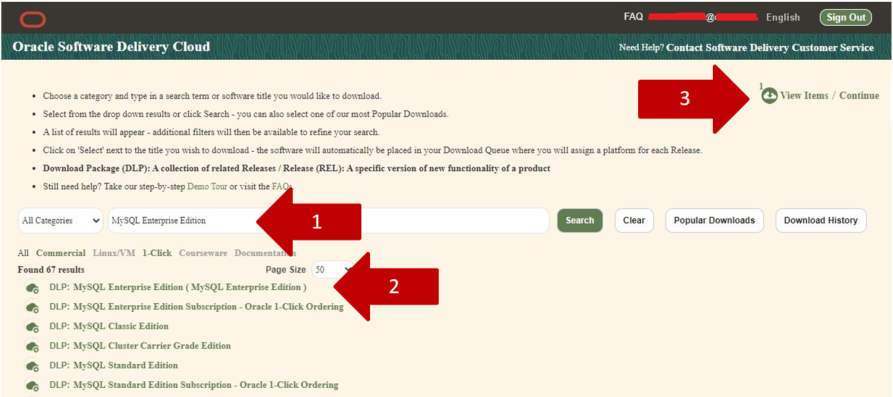 FAQ @ English Sign Out
Oracle Software Delivery Cloud Need Help? Contact Software Delivery Customer Service
• Choose a category and type in a search term or software title you would like to download.
• Select from the drop down results or click Search - you can also select one of our most Popular Downloads.
• A list of results will appear - additional filters will then be available to refine your search.
• Click on 'Select' next to the title you wish to download - the software will automatically be placed in your Download Queue where you will assign a platform for each Release.
• Download Package (DLP): A collection of related Releases / Release (REL): A specific version of new functionality of a product
• Still need help? Take our step-by-step Demo Tour or visit the FAQs
3
1 View Items / Continue
All Categories MySQL Enterprise Edition 1 Search Clear Popular Downloads Download History
All Commercial Linux/VM 1-Click Courseware Documentation
Found 67 results Page Size 50
DLP: MySQL Enterprise Edition ( MySQL Enterprise Edition ) 2
DLP: MySQL Enterprise Edition Subscription - Oracle 1-Click Ordering
DLP: MySQL Classic Edition
DLP: MySQL Cluster Carrier Grade Edition
DLP: MySQL Standard Edition
DLP: MySQL Standard Edition Subscription - Oracle 1-Click Ordering